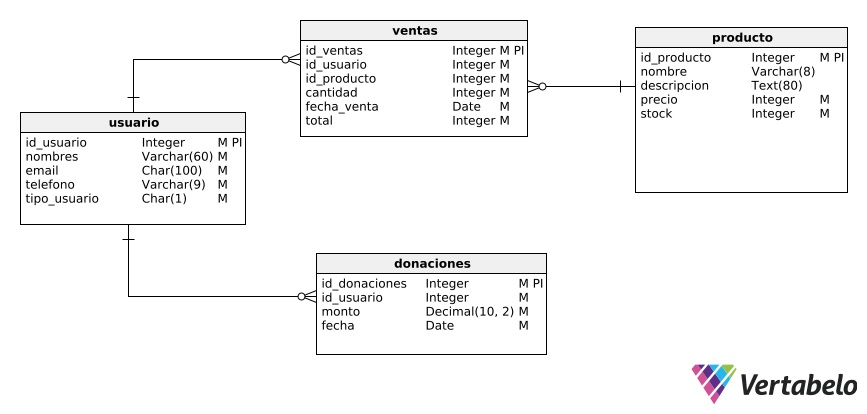 ventas
id_ventas Integer M PI
id_usuario Integer M
id_producto Integer M
cantidad Integer M
fecha_venta Date M
total Integer M
producto
id_producto Integer M PI
nombre Varchar(8)
descripcion Text(80)
precio Integer M
stock Integer M
usuario
id_usuario Integer M PI
nombres Varchar(60) M
email Char(100) M
telefono Varchar(9) M
tipo_usuario Char(1) M
donaciones
id_donaciones Integer M PI
id_usuario Integer M
monto Decimal(10, 2) M
fecha Date M
Vertabelo